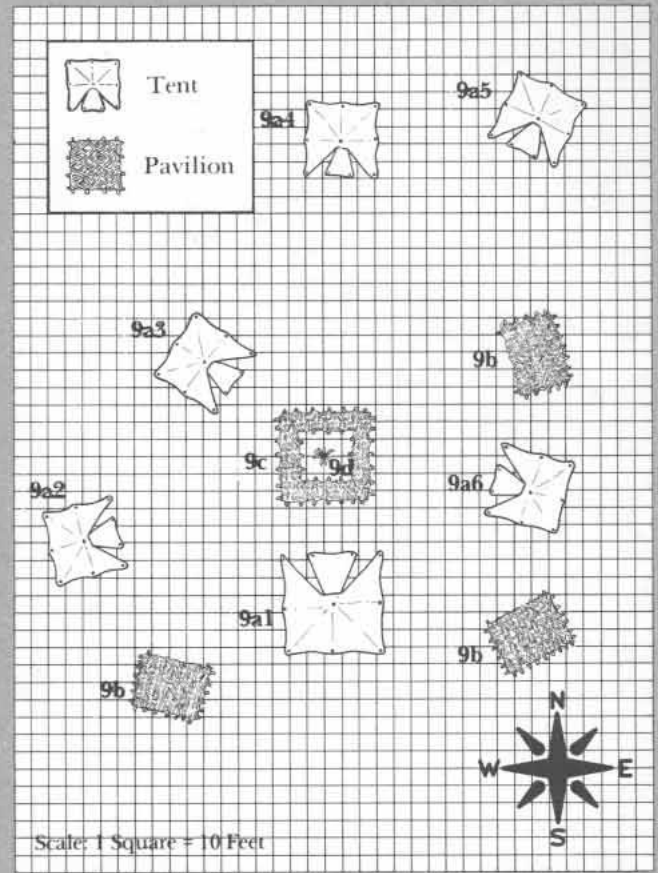 Tent
Pavilion
9a4
9a5
9a3
9b
9c
9d
9a2
9a6
9a1
9b
9b
N
W E
S
Scale: 1 Square = 10 Feet